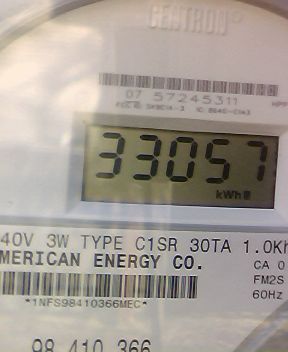 CENTRON®
07 57245311
33057
kWh
40V 3W TYPE C1SR 30TA 1.0Kh
MERICAN ENERGY CO.
CA 0
FM2S
60Hz
*1NFS98410366MEC*
98 410 366